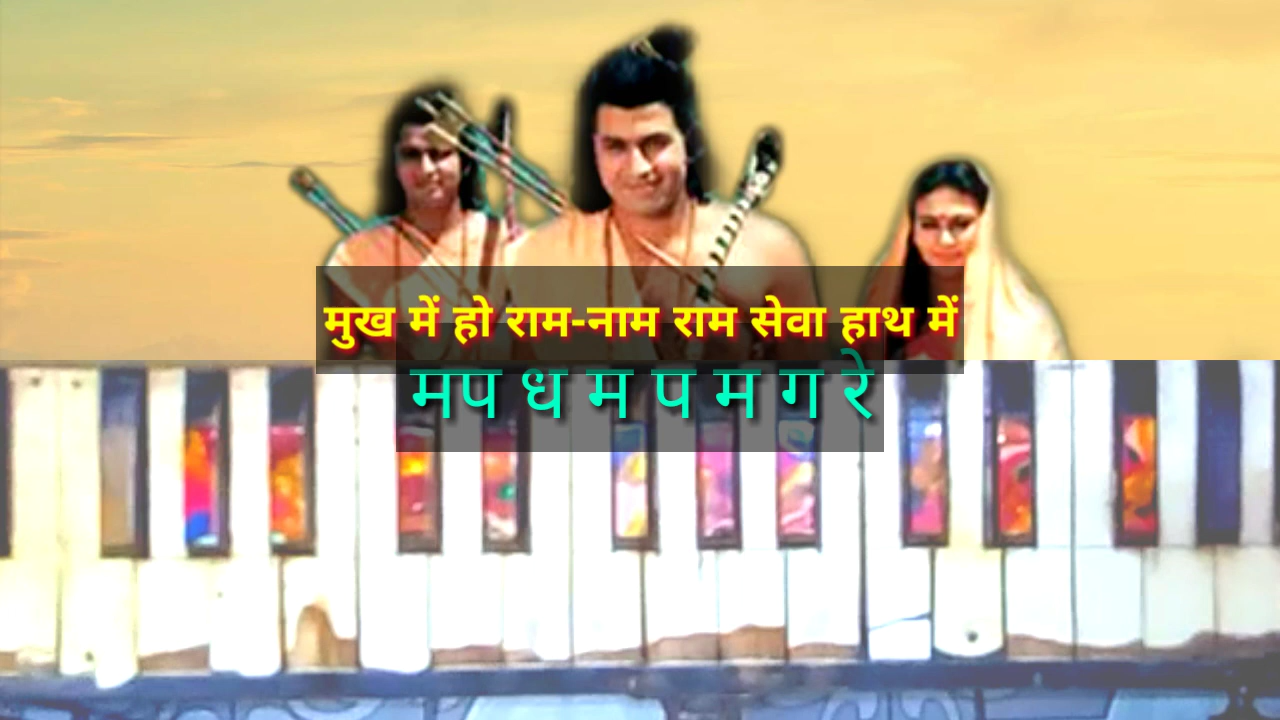 मुख में हो राम-नाम राम सेवा हाथ में
मप ध म प म ग रे